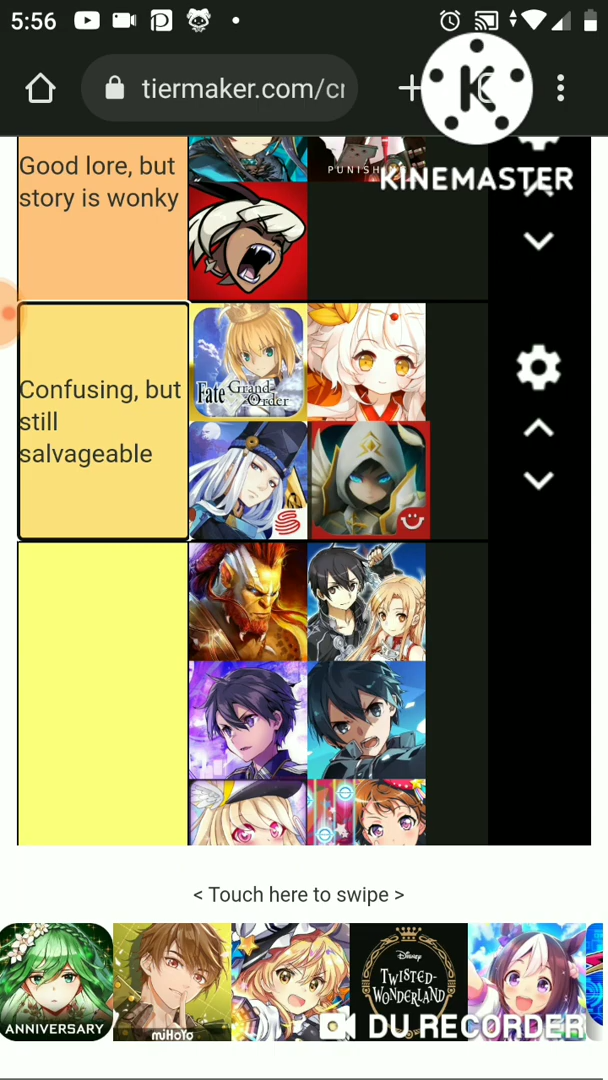 5:56
tiermaker.com/cr
KINEMASTER
Good lore, but
story is wonky
PUNISHI
Confusing, but
still
salvageable
Fate
Grand
Order
< Touch here to swipe >
ANNIVERSARY
miHoYo
Disney
TWISTED-
WONDERLAND
DU RECORDER